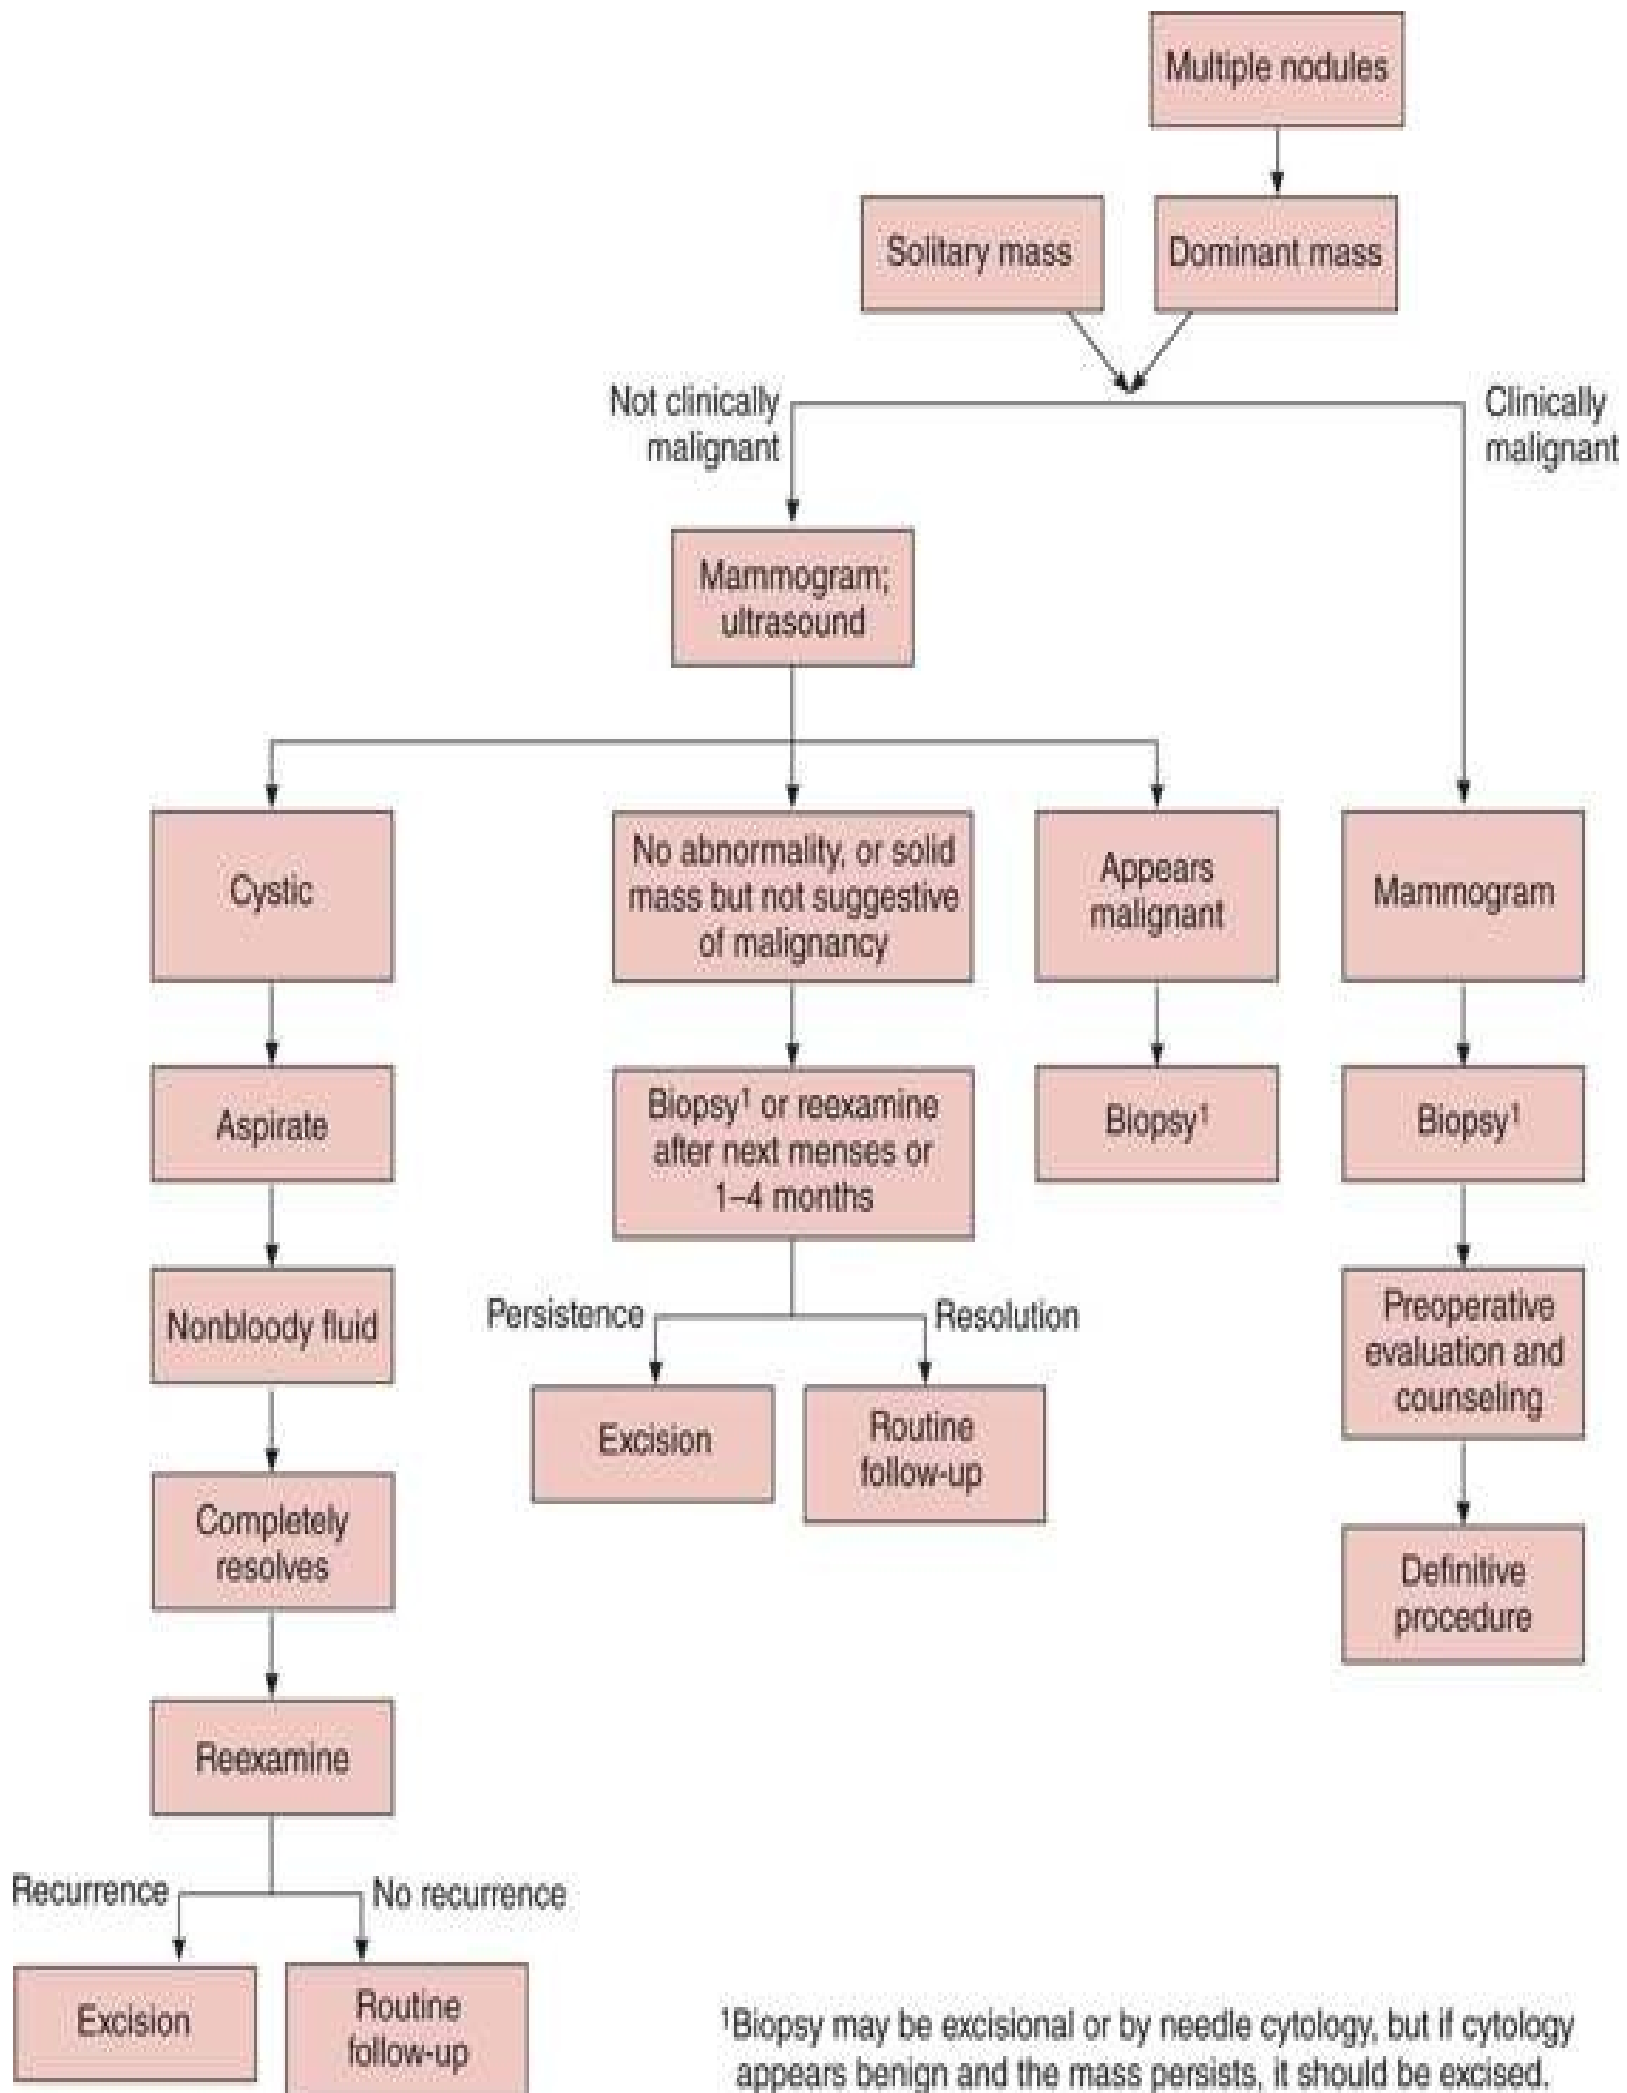 Multiple nodules
Solitary mass
Dominant mass
Not clinically
malignant
Clinically
malignant
Mammogram;
ultrasound
Cystic
No abnormality, or solid
mass but not suggestive
of malignancy
Appears
malignant
Mammogram
Aspirate
Biopsy¹ or reexamine
after next menses or
1–4 months
Biopsy¹
Biopsy¹
Nonbloody fluid
Persistence
Resolution
Preoperative
evaluation and
counseling
Excision
Routine
follow-up
Completely
resolves
Definitive
procedure
Reexamine
Recurrence
No recurrence
Excision
Routine
follow-up
¹Biopsy may be excisional or by needle cytology, but if cytology
appears benign and the mass persists, it should be excised.